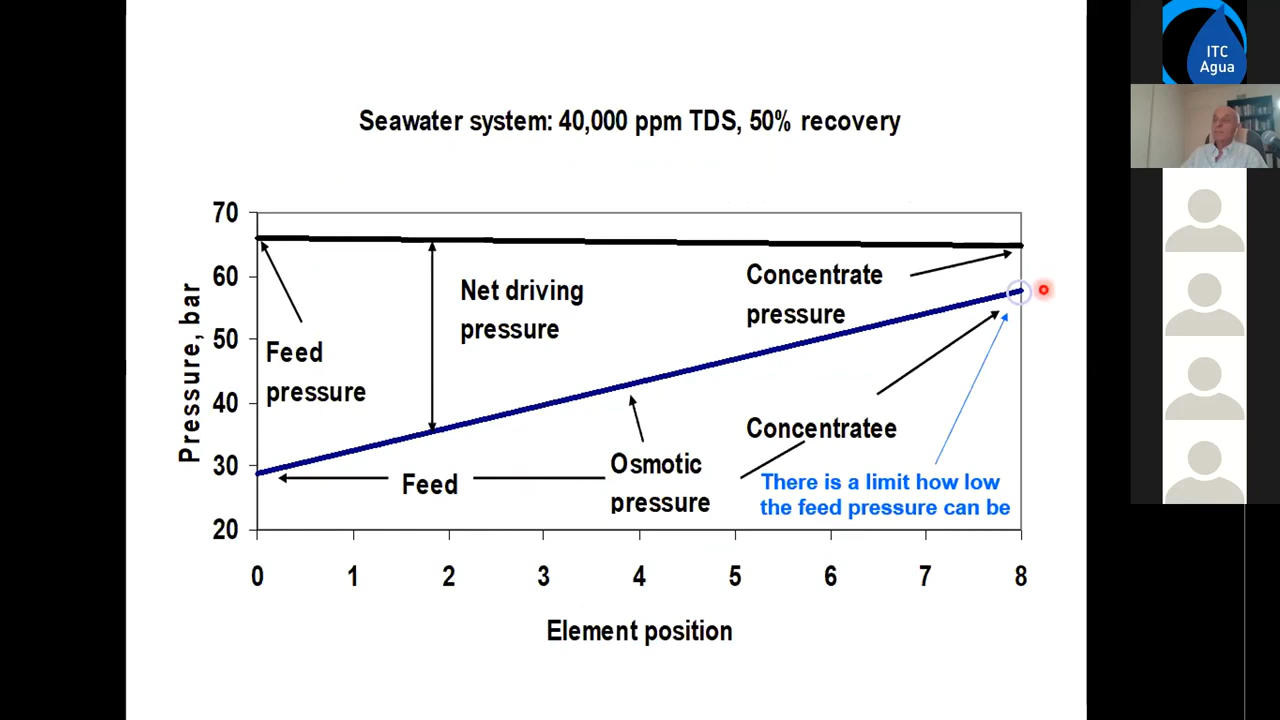 Seawater system: 40,000 ppm TDS, 50% recovery
ITC
Agua
70
60
50
40
30
20
Pressure, bar
Feed
pressure
Net driving
pressure
Concentrate
pressure
Concentratee
Feed
Osmotic
pressure
There is a limit how low
the feed pressure can be
0 1 2 3 4 5 6 7 8
Element position